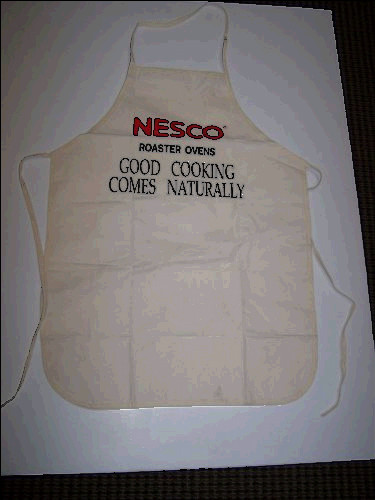 NESCO
ROASTER OVENS
GOOD COOKING
COMES NATURALLY